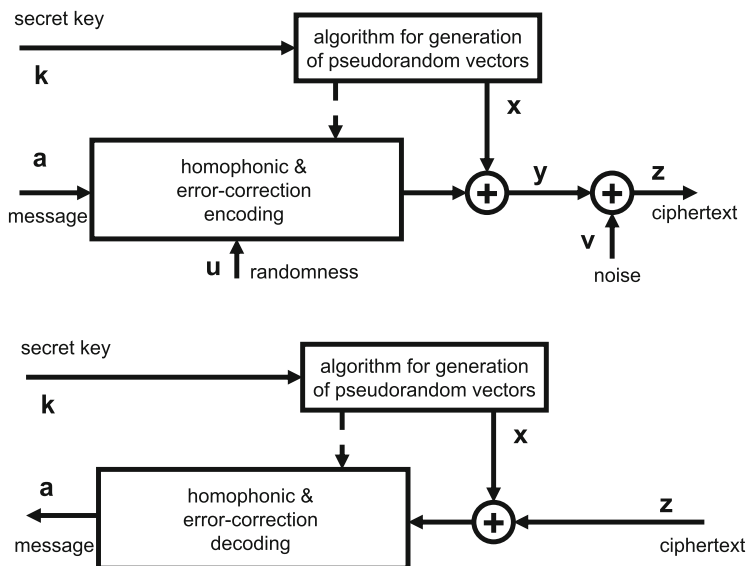 secret key
k
algorithm for generation
of pseudorandom vectors
x
a
message
homophonic &
error-correction
encoding
+
y
+
z
ciphertext
u
randomness
v
noise
secret key
k
algorithm for generation
of pseudorandom vectors
x
a
message
homophonic &
error-correction
decoding
+
z
ciphertext